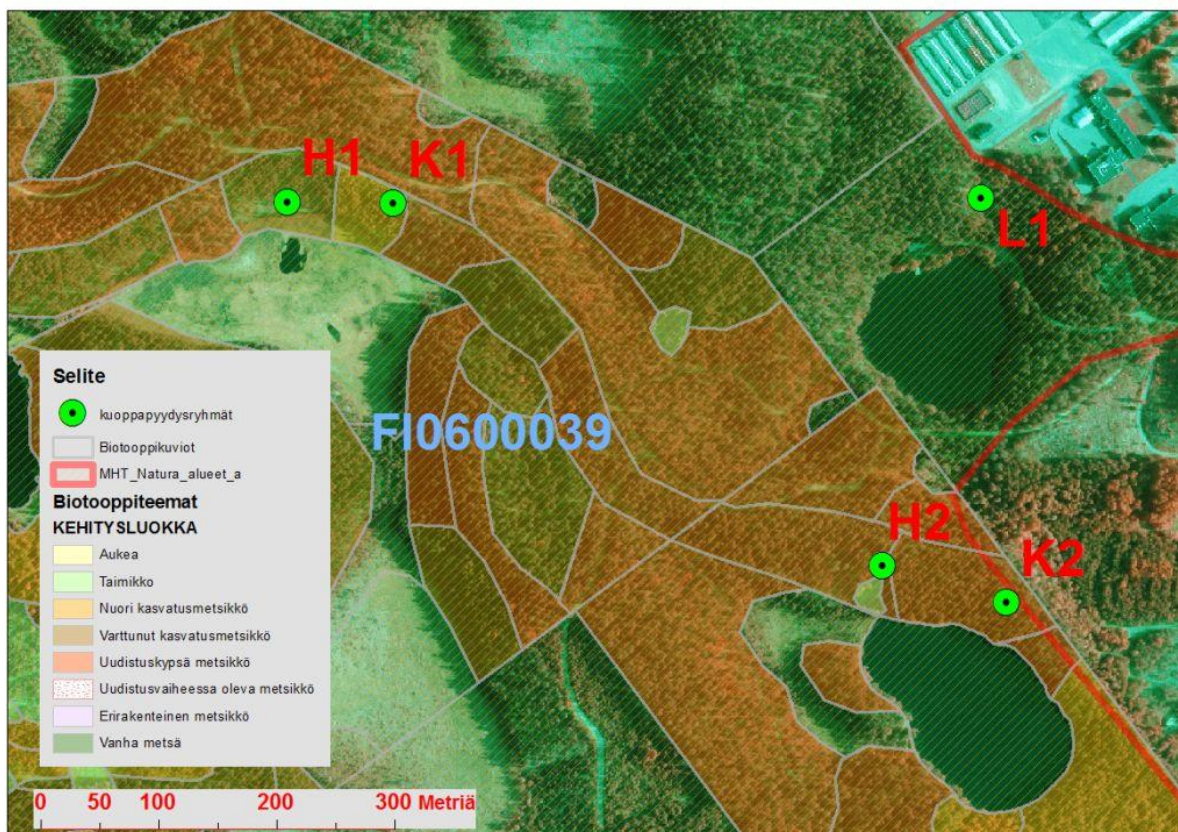 H1
K1
L1
FI0600039
H2
K2
Selite
kuoppapyydysryhmät
Biotooppikuviot
MHT_Natura_alueet_a
Biotooppiteemat
KEHITYSLUOKKA
Aukea
Taimikko
Nuori kasvatusmetsikkö
Varttunut kasvatusmetsikkö
Uudistuskypsä metsikkö
Uudistusvaiheessa oleva metsikkö
Erirakenteinen metsikkö
Vanha metsä
0 50 100 200 300 Metriä